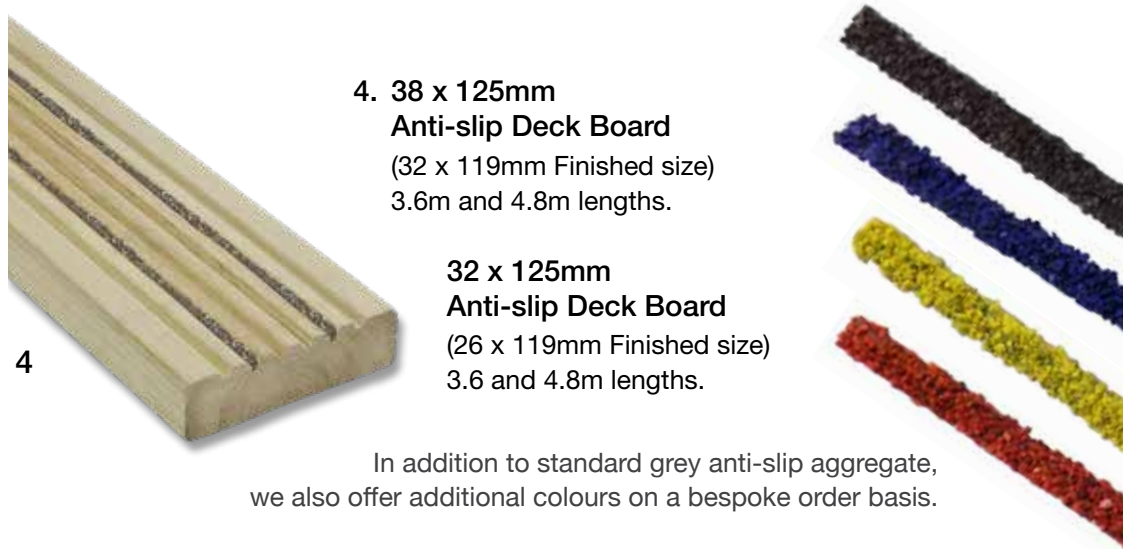 4. 38 x 125mm
Anti-slip Deck Board
(32 x 119mm Finished size)
3.6m and 4.8m lengths.
32 x 125mm
Anti-slip Deck Board
(26 x 119mm Finished size)
3.6 and 4.8m lengths.
4
In addition to standard grey anti-slip aggregate,
we also offer additional colours on a bespoke order basis.